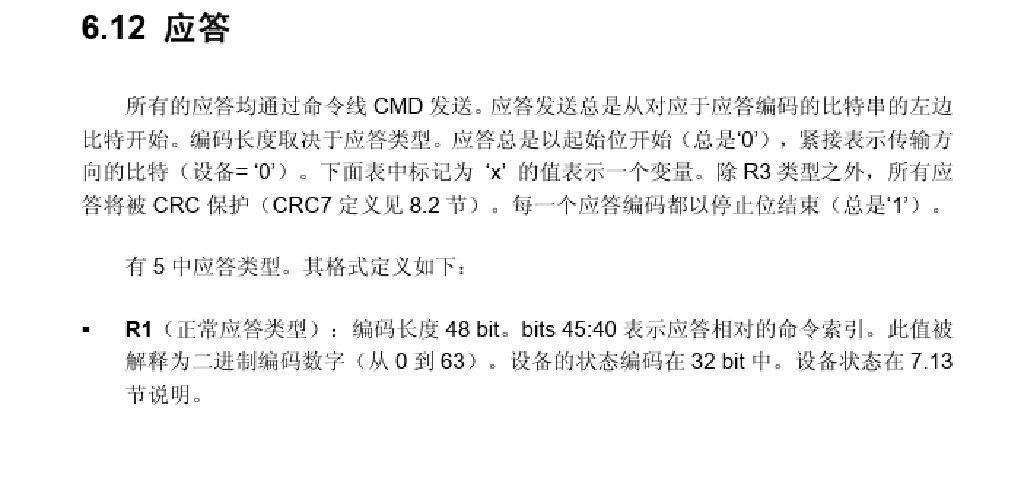 6.12 应答
所有的应答均通过命令线 CMD 发送。应答发送总是从对应于应答编码的比特串的左边
比特开始。编码长度取决于应答类型。应答总是以起始位开始（总是‘0’），紧接表示传输方
向的比特（设备= ‘0’）。下面表中标记为 ‘x’ 的值表示一个变量。除 R3 类型之外，所有应
答将被 CRC 保护（CRC7 定义见 8.2 节）。每一个应答编码都以停止位结束（总是‘1’）。
有 5 中应答类型。其格式定义如下：
▪ R1（正常应答类型）：编码长度 48 bit。bits 45:40 表示应答相对的命令索引。此值被
解释为二进制编码数字（从 0 到 63）。设备的状态编码在 32 bit 中。设备状态在 7.13
节说明。